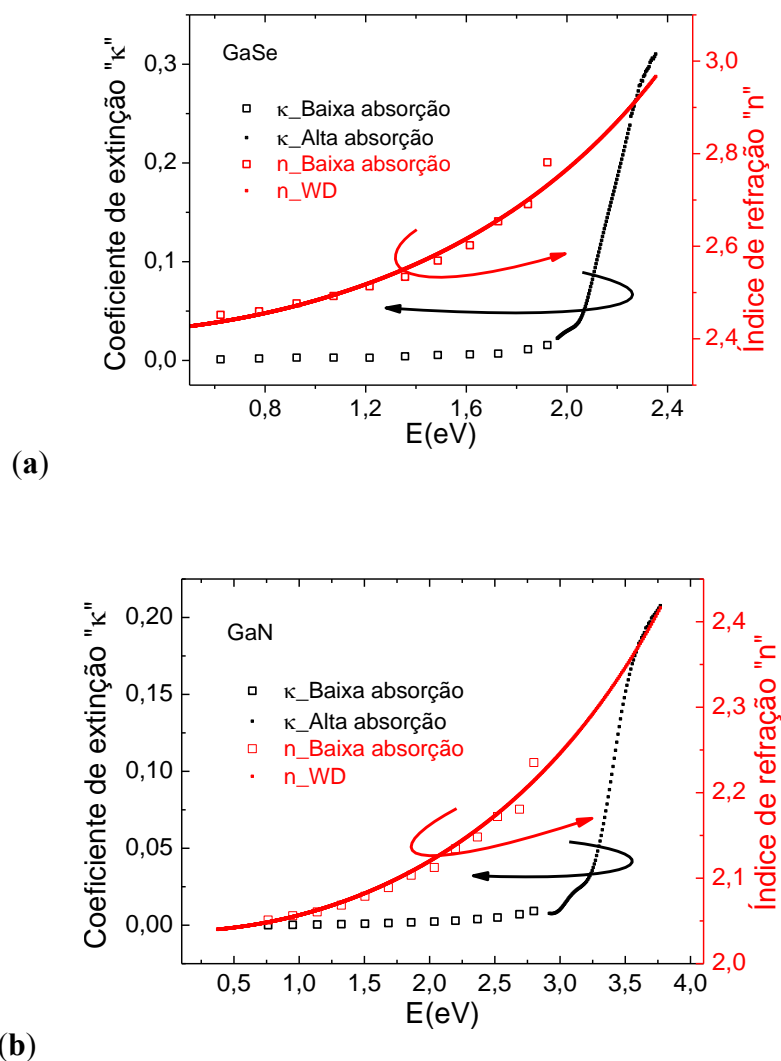 GaSe
κ_Baixa absorção
κ_Alta absorção
n_Baixa absorção
n_WD
Coeficiente de extinção "κ"
0,3
0,2
0,1
0,0
Índice de refração "n"
3,0
2,8
2,6
2,4
0,8 1,2 1,6 2,0 2,4
E(eV)
(a)
GaN
κ_Baixa absorção
κ_Alta absorção
n_Baixa absorção
n_WD
Coeficiente de extinção "κ"
0,20
0,15
0,10
0,05
0,00
Índice de refração "n"
2,4
2,3
2,2
2,1
2,0
0,5 1,0 1,5 2,0 2,5 3,0 3,5 4,0
E(eV)
(b)